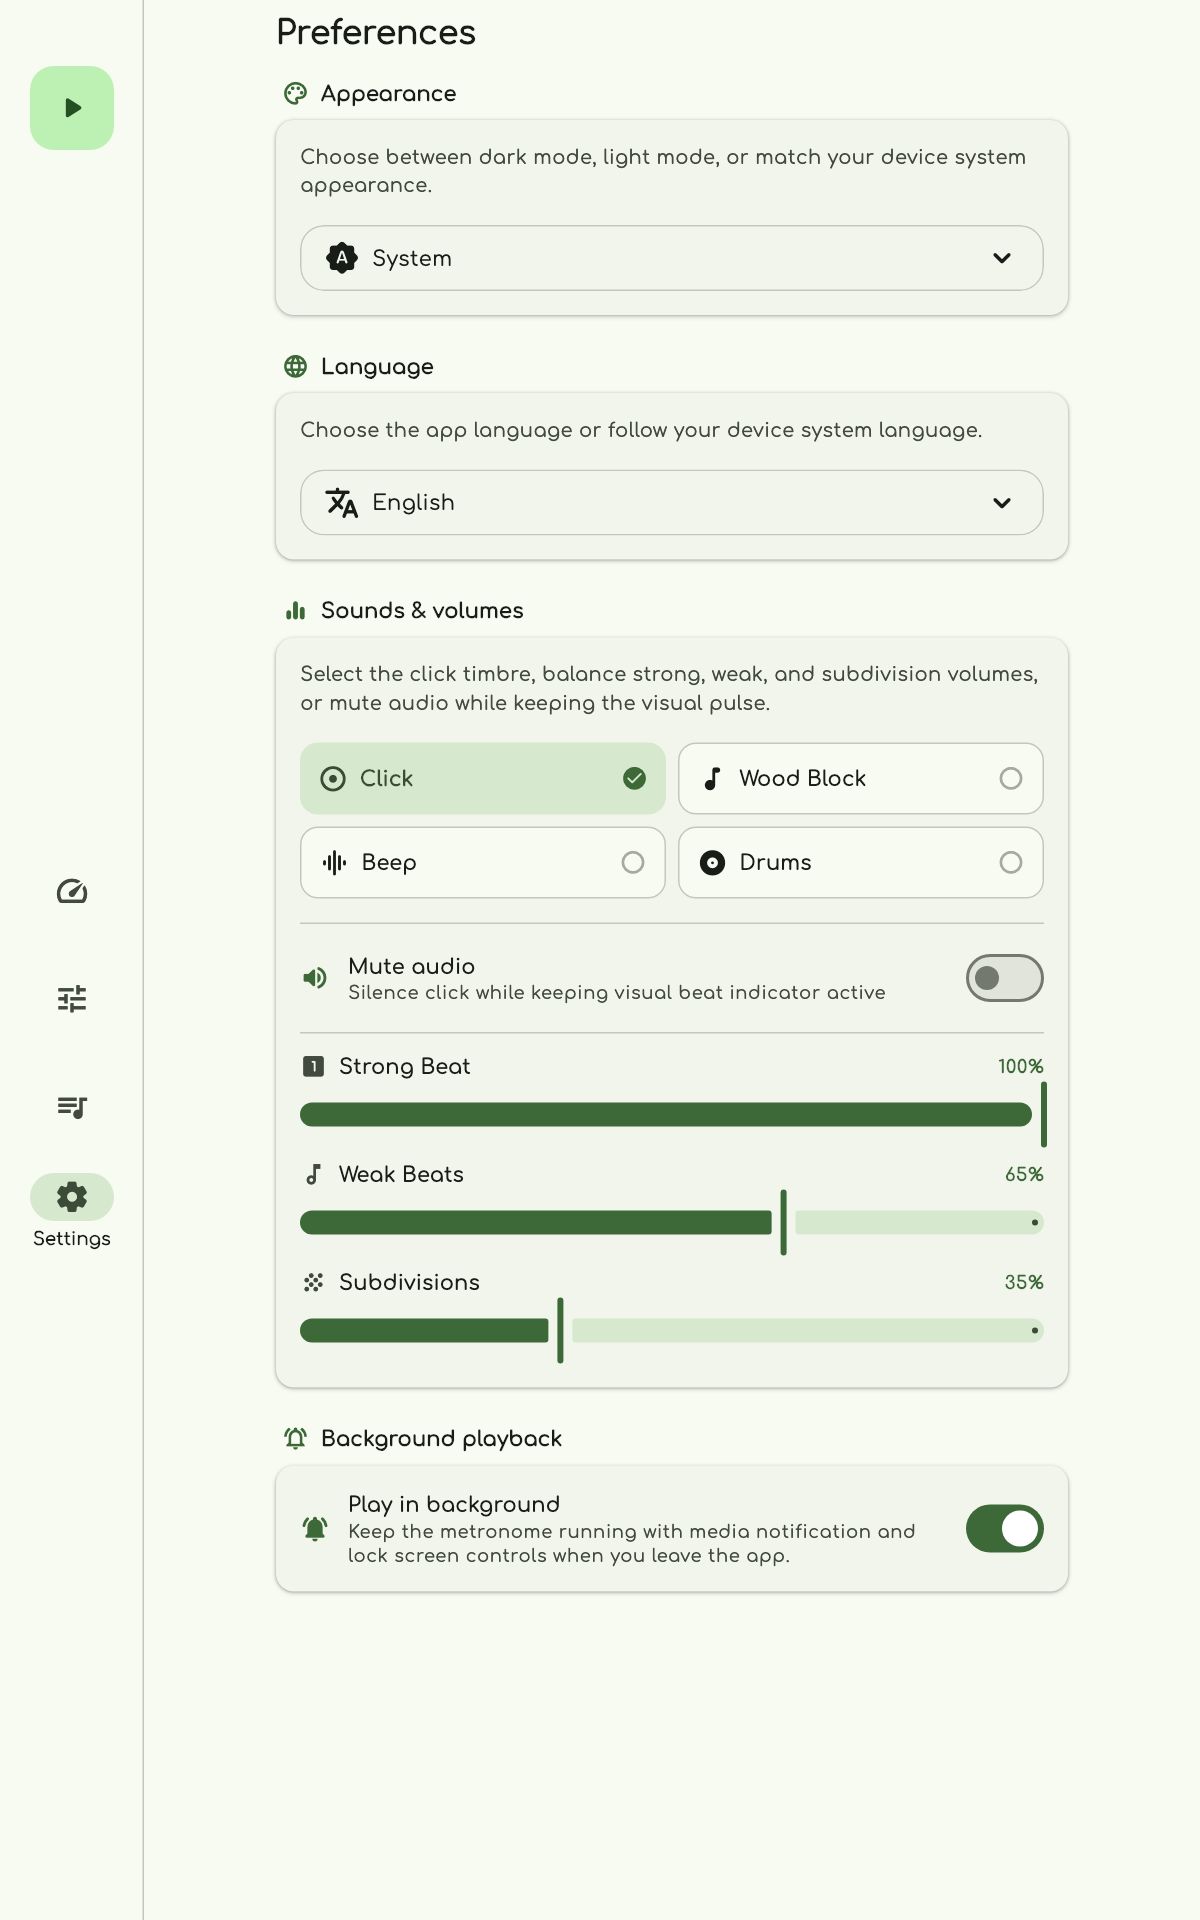 Preferences
Appearance
Choose between dark mode, light mode, or match your device system
appearance.
A System
Language
Choose the app language or follow your device system language.
English
Sounds & volumes
Select the click timbre, balance strong, weak, and subdivision volumes,
or mute audio while keeping the visual pulse.
Click
Wood Block
Beep
Drums
Mute audio
Silence click while keeping visual beat indicator active
1 Strong Beat 100%
Weak Beats 65%
Settings
Subdivisions 35%
Background playback
Play in background
Keep the metronome running with media notification and
lock screen controls when you leave the app.